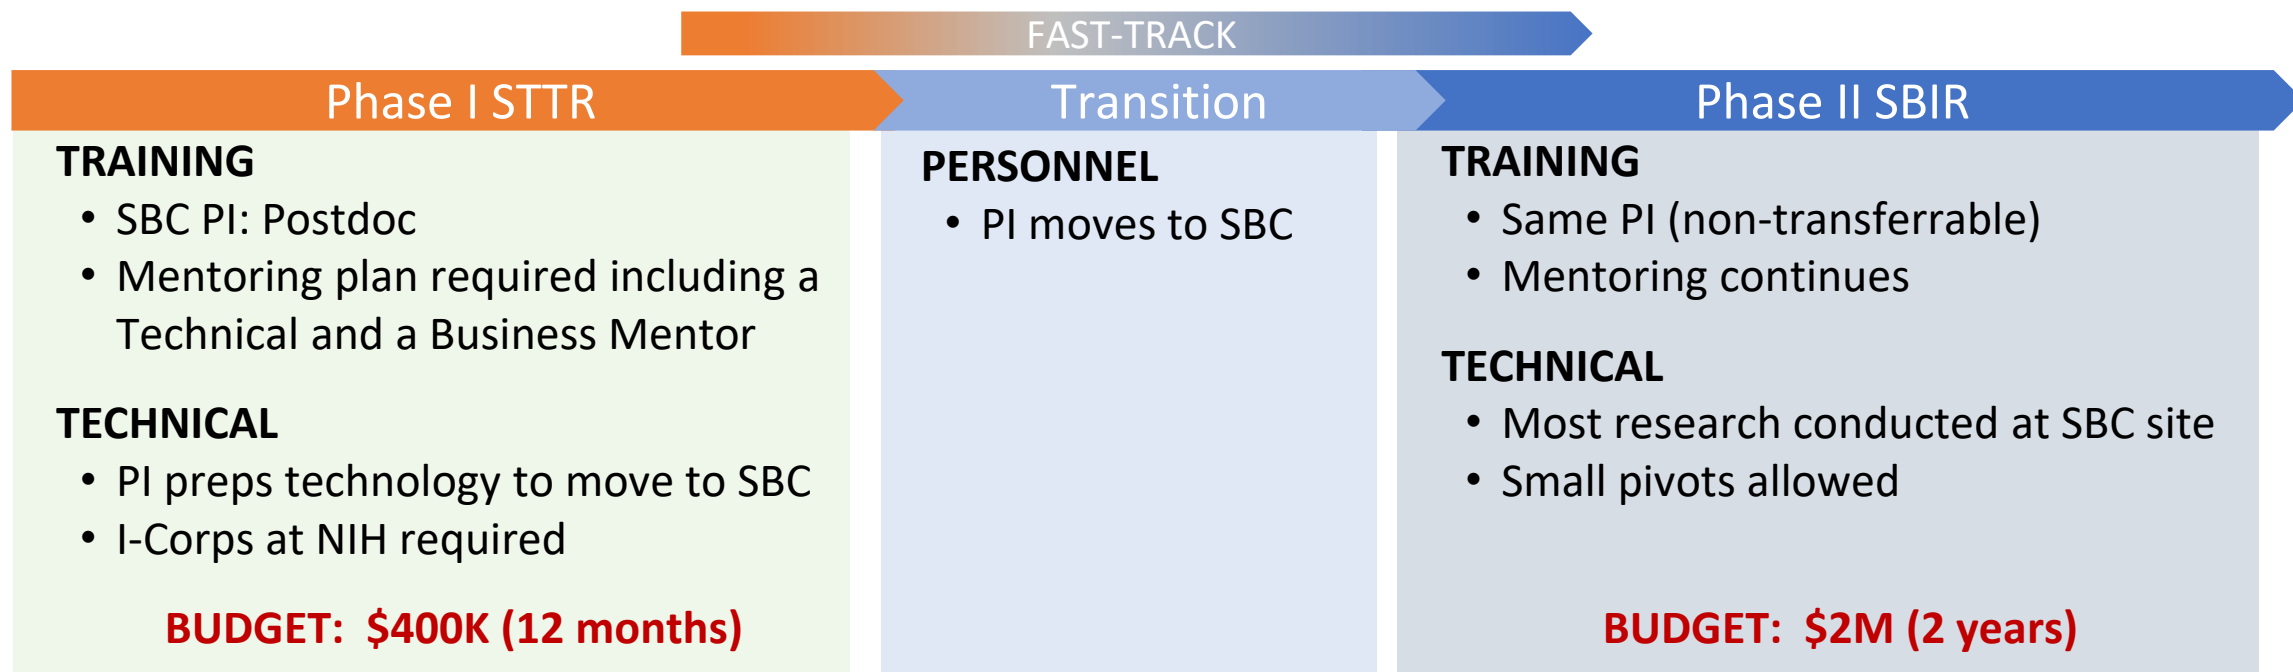 FAST-TRACK
Phase I STTR
Transition
Phase II SBIR
TRAINING
• SBC PI: Postdoc
• Mentoring plan required including a
Technical and a Business Mentor
TECHNICAL
• PI preps technology to move to SBC
• I-Corps at NIH required
BUDGET: $400K (12 months)
PERSONNEL
• PI moves to SBC
TRAINING
• Same PI (non-transferrable)
• Mentoring continues
TECHNICAL
• Most research conducted at SBC site
• Small pivots allowed
BUDGET: $2M (2 years)